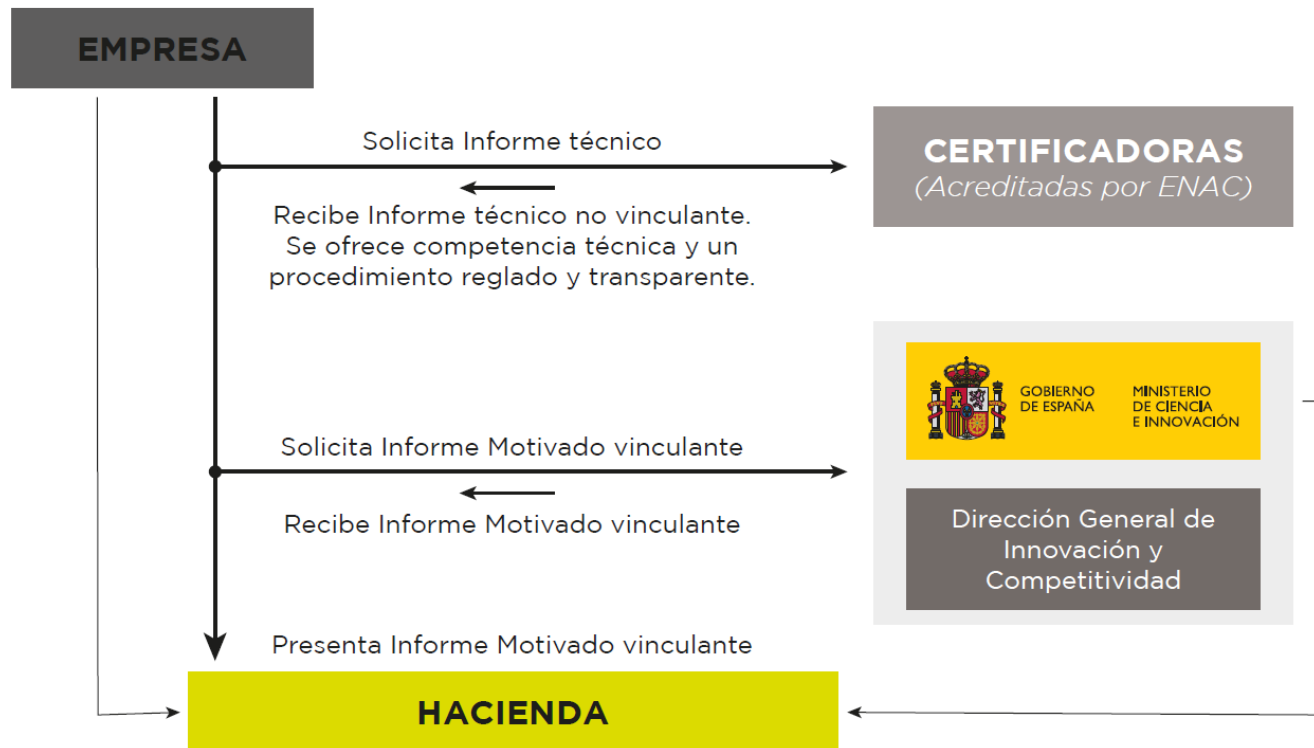 EMPRESA
Solicita Informe técnico
CERTIFICADORAS
(Acreditadas por ENAC)
Recibe Informe técnico no vinculante.
Se ofrece competencia técnica y un
procedimiento reglado y transparente.
GOBIERNO
DE ESPAÑA
MINISTERIO
DE CIENCIA
E INNOVACIÓN
Solicita Informe Motivado vinculante
Recibe Informe Motivado vinculante
Dirección General de
Innovación y
Competitividad
Presenta Informe Motivado vinculante
HACIENDA